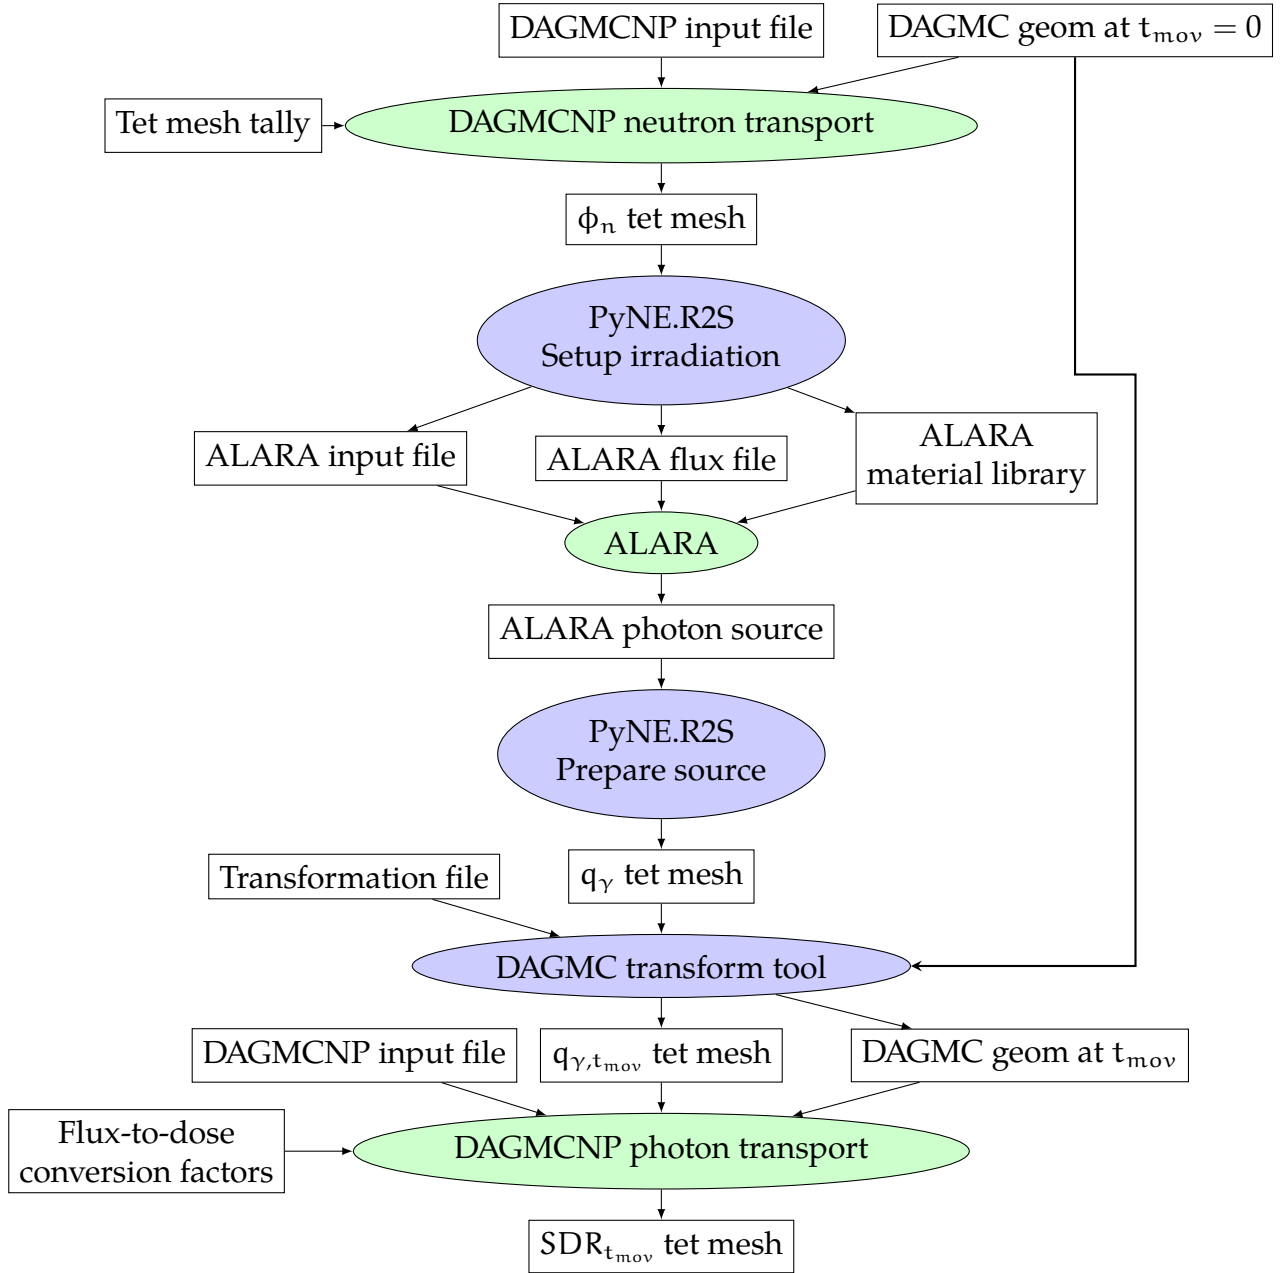 DAGMCNP input file
DAGMC geom at t_mov = 0
Tet mesh tally
DAGMCNP neutron transport
ϕ_n tet mesh
PyNE.R2S
Setup irradiation
ALARA input file
ALARA flux file
ALARA
material library
ALARA
ALARA photon source
PyNE.R2S
Prepare source
Transformation file
q_γ tet mesh
DAGMC transform tool
DAGMCNP input file
q_γ,t_mov tet mesh
DAGMC geom at t_mov
Flux-to-dose
conversion factors
DAGMCNP photon transport
SDR_t_mov tet mesh